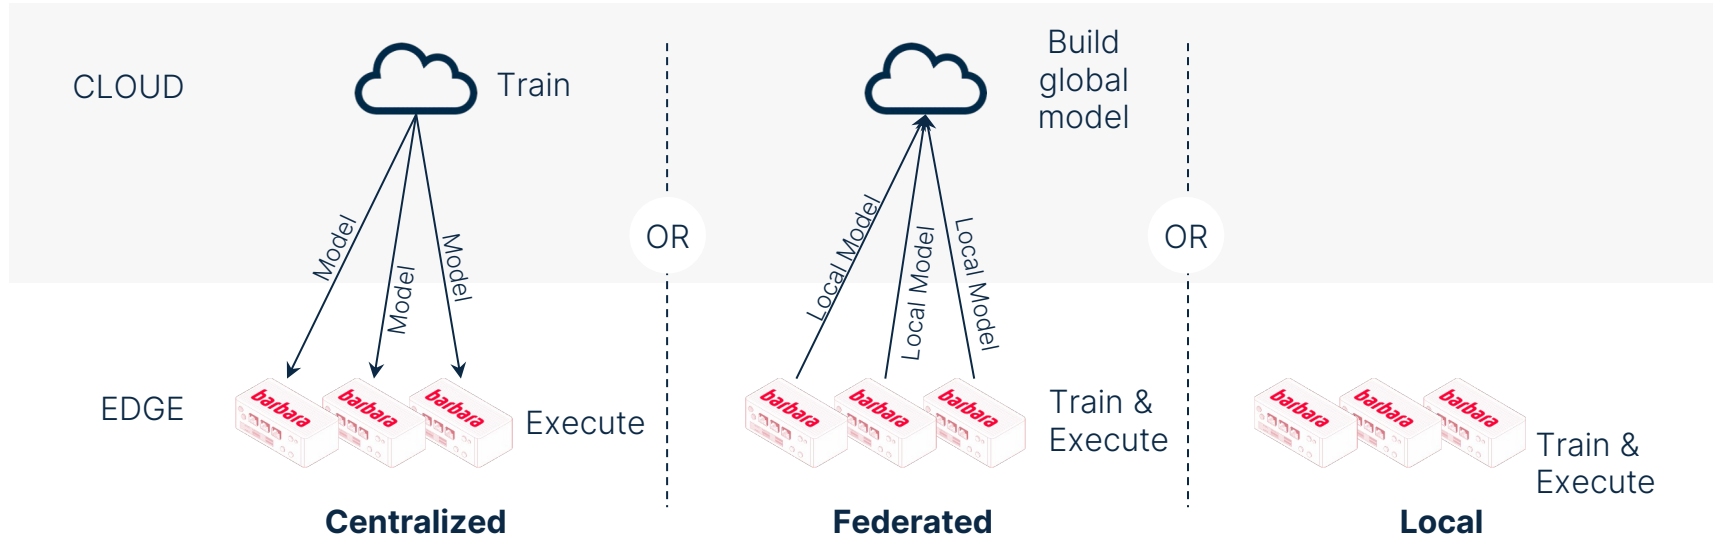 CLOUD
Train
Build
global
model
Model
Model
Model
OR
Local Model
Local Model
Local Model
OR
EDGE
barbara
barbara
barbara
Execute
barbara
barbara
barbara
Train &
Execute
barbara
barbara
barbara
Train &
Execute
Centralized
Federated
Local